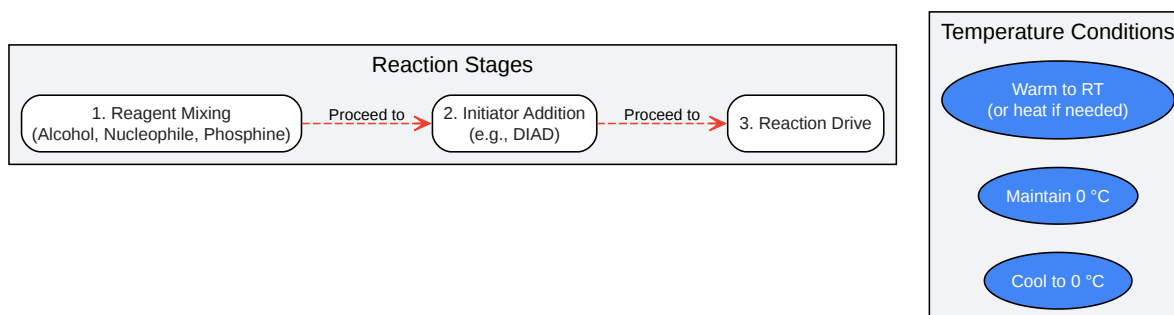 Reaction Stages
1. Reagent Mixing
(Alcohol, Nucleophile, Phosphine)
Proceed to
2. Initiator Addition
(e.g., DIAD)
Proceed to
3. Reaction Drive
Temperature Conditions
Warm to RT
(or heat if needed)
Maintain 0 °C
Cool to 0 °C